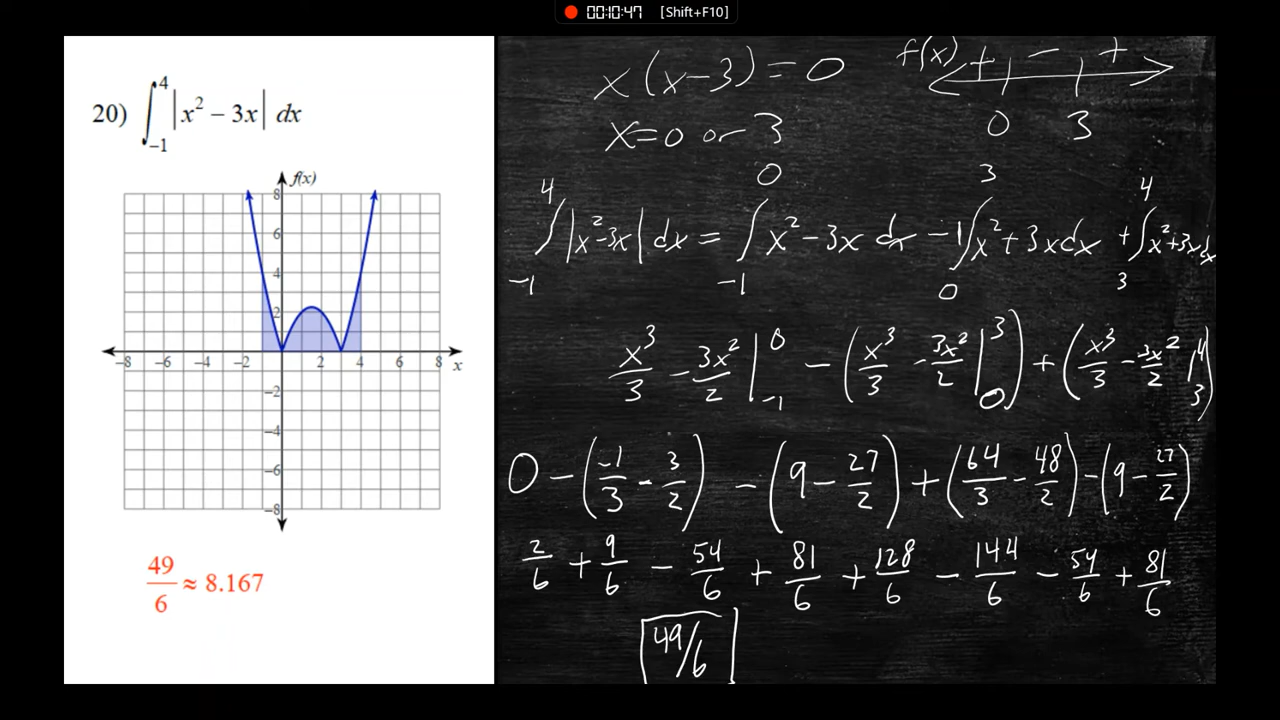 00:10:47 [Shift+F10]
20) ∫_{-1}^{4} |x² − 3x| dx
f(x)
8
6
4
2
−8 −6 −4 −2 2 4 6 8 x
−2
−4
−6
−8
49/6 ≈ 8.167
x(x−3)=0
f(x) + − +
0 3
x=0 or 3
∫_{-1}^{4} |x²−3x| dx = ∫_{-1}^{0} x²−3x dx −1∫_{0}^{3} x²+3x dx + ∫_{3}^{4} x²+3x dx
x³/3 − 3x²/2 |_{-1}^{0} − (x³/3 − 3x²/2 |_{0}^{3}) + (x³/3 − 3x²/2 |_{3}^{4})
0 − (−1/3 − 3/2) − (9 − 27/2) + (64/3 − 48/2) − (9 − 27/2)
2/6 + 9/6 − 54/6 + 81/6 + 128/6 − 144/6 − 54/6 + 81/6
49/6